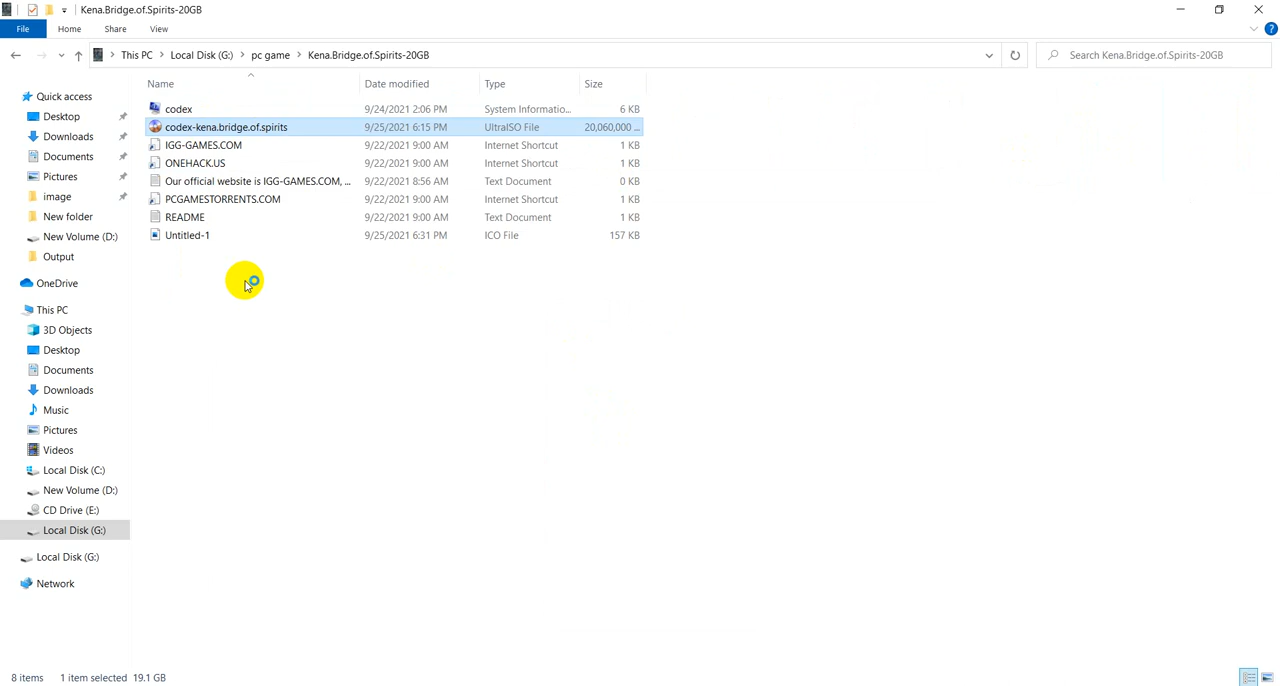 Kena.Bridge.of.Spirits-20GB
File Home Share View
This PC Local Disk (G:) pc game Kena.Bridge.of.Spirits-20GB Search Kena.Bridge.of.Spirits-20GB
Name Date modified Type Size
codex 9/24/2021 2:06 PM System Informatio... 6 KB
codex-kena.bridge.of.spirits 9/25/2021 6:15 PM UltraISO File 20,060,000 ...
IGG-GAMES.COM 9/22/2021 9:00 AM Internet Shortcut 1 KB
ONEHACK.US 9/22/2021 9:00 AM Internet Shortcut 1 KB
Our official website is IGG-GAMES.COM, ... 9/22/2021 8:56 AM Text Document 0 KB
PCGAMESTORRENTS.COM 9/22/2021 9:00 AM Internet Shortcut 1 KB
README 9/22/2021 9:00 AM Text Document 1 KB
Untitled-1 9/25/2021 6:31 PM ICO File 157 KB
Quick access
Desktop
Downloads
Documents
Pictures
image
New folder
New Volume (D:)
Output
OneDrive
This PC
3D Objects
Desktop
Documents
Downloads
Music
Pictures
Videos
Local Disk (C:)
New Volume (D:)
CD Drive (E:)
Local Disk (G:)
Local Disk (G:)
Network
8 items 1 item selected 19.1 GB